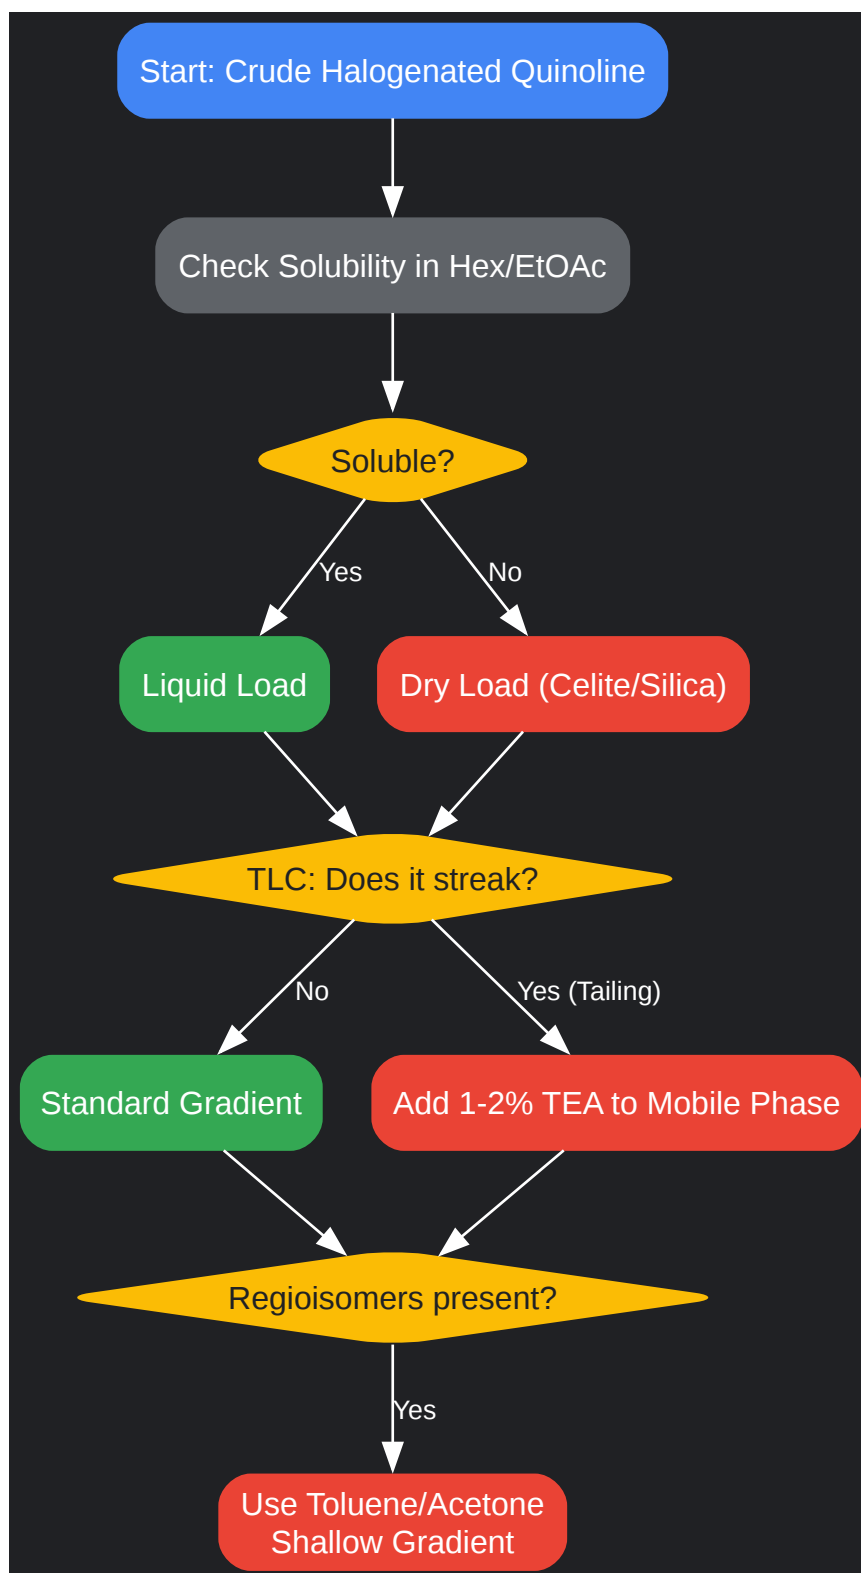 Start: Crude Halogenated Quinoline
Check Solubility in Hex/EtOAc
Soluble?
Yes
No
Liquid Load
Dry Load (Celite/Silica)
TLC: Does it streak?
No
Yes (Tailing)
Standard Gradient
Add 1-2% TEA to Mobile Phase
Regioisomers present?
Yes
Use Toluene/Acetone
Shallow Gradient